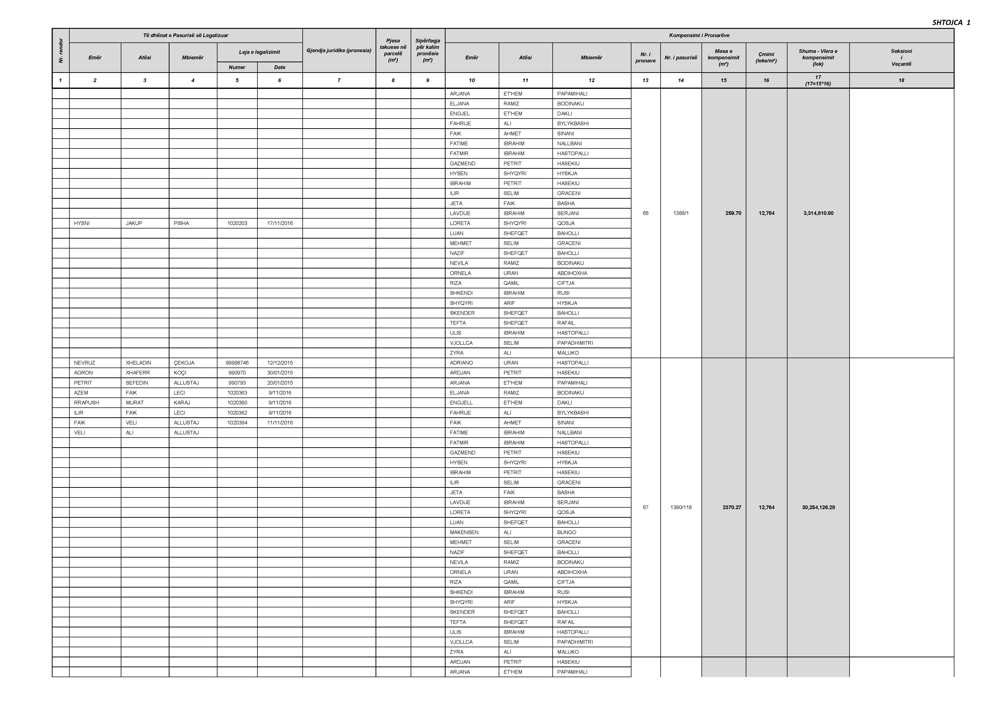 SHTOJCA 1
Nr. rendor
Të dhënat e Pasurisë së Legalizuar
Gjendja juridike (pronesia)
Pjesa takuese në parcelë (m²)
Sipërfaqja për kalim pronësie (m²)
Kompensimi i Pronarëve
Emër Atësi Mbiemër Leja e legalizimit
Numer Date
Emër Atësi Mbiemër Nr. i pronave Nr. i pasurisë Masa e kompensimit (m²) Çmimi (leke/m²) Shuma - Vlera e kompensimit (lek) Seksioni i Veçantë
1 2 3 4 5 6 7 8 9 10 11 12 13 14 15 16 17 (17=15*16) 18
ARJANA ET'HEM PAPAMIHALI
ELJANA RAMIZ BODINAKU
ENGJEL ET'HEM DAKLI
FAHRIJE ALI BYLYKBASHI
FAIK AHMET SINANI
FATIME IBRAHIM NALLBANI
FATMIR IBRAHIM HASTOPALLI
GAZMEND PETRIT HASEKIU
HYSEN SHYQYRI HYSKJA
IBRAHIM PETRIT HASEKIU
ILIR SELIM GRACENI
JETA FAIK BASHA
LAVDIJE IBRAHIM SERJANI 66 1388/1 259.70 12,764 3,314,810.80
HYSNI JAKUP PISHA 1020203 17/11/2016 LORETA SHYQYRI QOSJA
LUAN SHEFQET BAHOLLI
MEHMET SELIM GRACENI
NAZIF SHEFQET BAHOLLI
NEVILA RAMIZ BODINAKU
ORNELA URAN ABDIHOXHA
RIZA QAMIL CIFTJA
SHKENDI IBRAHIM RUSI
SHYQYRI ARIF HYSKJA
SKENDER SHEFQET BAHOLLI
TEFTA SHEFQET RAFAIL
ULIS IBRAHIM HASTOPALLI
VJOLLCA SELIM PAPADHIMITRI
ZYRA ALI MALUKO
NEVRUZ XHELADIN ÇEKOJA 99998746 12/12/2015 ADRIANO URAN HASTOPALLI
AGRON XHAFERR KOÇI 990970 30/01/2015 ARDJAN PETRIT HASEKIU
PETRIT SEFEDIN ALLUSTAJ 990793 20/01/2015 ARJANA ET'HEM PAPAMIHALI
AZEM FAIK LECI 1020363 9/11/2016 ELJANA RAMIZ BODINAKU
RRAPUSH MURAT KARAJ 1020360 9/11/2016 ENGJELL ET'HEM DAKLI
ILIR FAIK LECI 1020362 9/11/2016 FAHRIJE ALI BYLYKBASHI
FAIK VELI ALLUSTAJ 1020394 11/11/2016 FAIK AHMET SINANI
VELI ALI ALLUSTAJ FATIME IBRAHIM NALLBANI
FATMIR IBRAHIM HASTOPALLI
GAZMEND PETRIT HASEKIU
HYSEN SHYQYRI HYSKJA
IBRAHIM PETRIT HASEKIU
ILIR SELIM GRACENI
JETA FAIK BASHA
LAVDIJE IBRAHIM SERJANI
67 1380/118 2370.27 12,764 30,254,126.28
LORETA SHYQYRI QOSJA
LUAN SHEFQET BAHOLLI
MAKENSEN ALI BUNGO
MEHMET SELIM GRACENI
NAZIF SHEFQET BAHOLLI
NEVILA RAMIZ BODINAKU
ORNELA URAN ABDIHOXHA
RIZA QAMIL CIFTJA
SHKENDI IBRAHIM RUSI
SHYQYRI ARIF HYSKJA
SKENDER SHEFQET BAHOLLI
TEFTA SHEFQET RAFAIL
ULIS IBRAHIM HASTOPALLI
VJOLLCA SELIM PAPADHIMITRI
ZYRA ALI MALUKO
ARDJAN PETRIT HASEKIU
ARJANA ET'HEM PAPAMIHALI